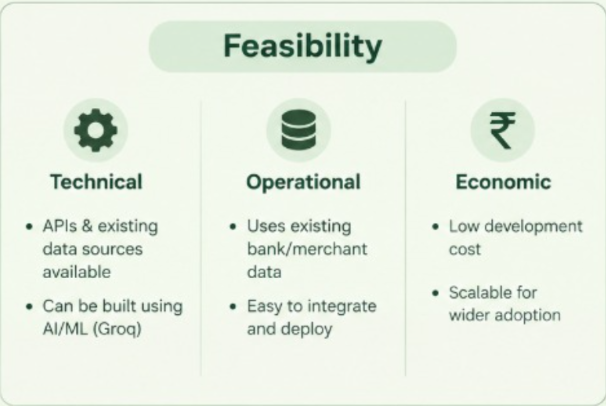 Feasibility
₹
Technical
• APIs & existing
data sources
available
• Can be built using
AI/ML (Groq)
Operational
• Uses existing
bank/merchant
data
• Easy to integrate
and deploy
Economic
• Low development
cost
• Scalable for
wider adoption